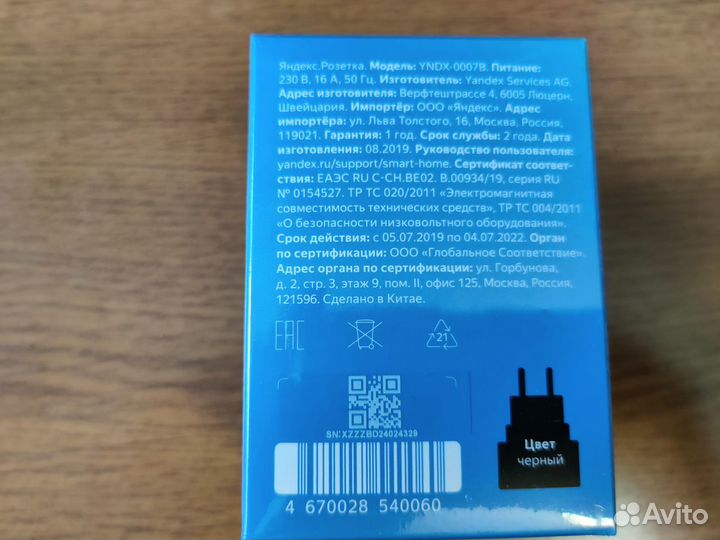 Яндекс.Розетка. Модель: YNDX-0007B. Питание:
230 В, 16 А, 50 Гц. Изготовитель: Yandex Services AG.
Адрес изготовителя: Верфтештрассе 4, 6005 Люцерн,
Швейцария. Импортёр: ООО «Яндекс». Адрес
импортёра: ул. Льва Толстого, 16, Москва, Россия,
119021. Гарантия: 1 год. Срок службы: 2 года. Дата
изготовления: 08.2019. Руководство пользователя:
yandex.ru/support/smart-home. Сертификат соответ-
ствия: ЕАЭС RU С-CH.BE02. В.00934/19, серия RU
№ 0154527. ТР ТС 020/2011 «Электромагнитная
совместимость технических средств», ТР ТС 004/2011
«О безопасности низковольтного оборудования».
Срок действия: с 05.07.2019 по 04.07.2022. Орган
по сертификации: ООО «Глобальное Соответствие».
Адрес органа по сертификации: ул. Горбунова,
д. 2, стр. 3, этаж 9, пом. II, офис 125, Москва, Россия,
121596. Сделано в Китае.
EAC
21
SN:XZZZBD24024329
Цвет
черный
4 670028 540060
Avito